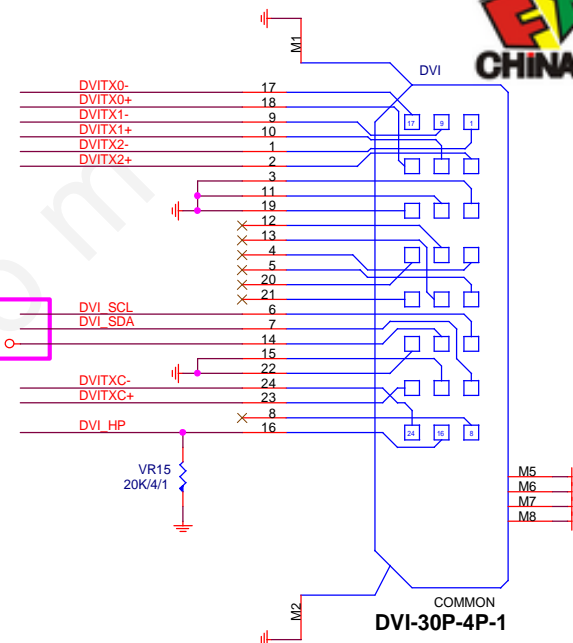 M1
CHINA
DVI
DVITX0- 17
DVITX0+ 18
DVITX1- 9
DVITX1+ 10
DVITX2- 1
DVITX2+ 2
3
11
19
12
13
4
5
20
21
DVI_SCL 6
DVI_SDA 7
14
15
22
DVITXC- 24
DVITXC+ 23
8
DVI_HP 16
17 9 1
24 16 8
VR15
20K/4/1
M5
M6
M7
M8
M2
COMMON
DVI-30P-4P-1
om